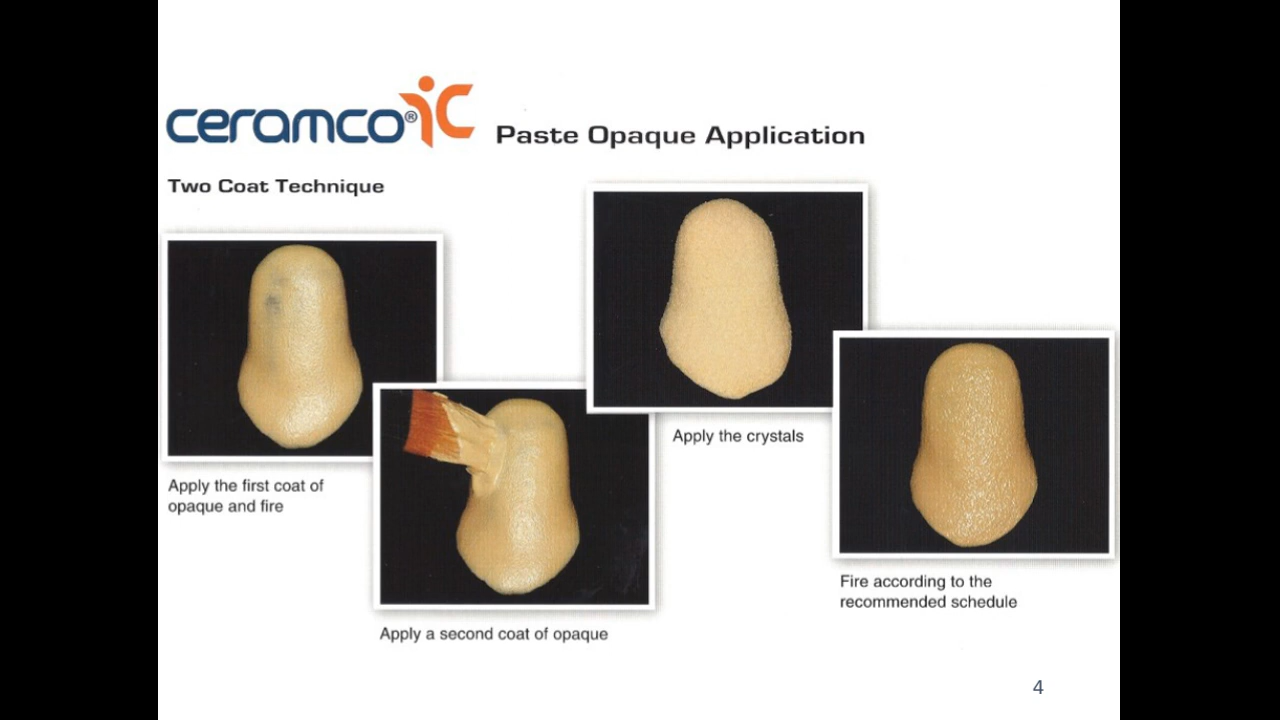 ceramco® iC
Paste Opaque Application
Two Coat Technique
Apply the first coat of
opaque and fire
Apply a second coat of opaque
Apply the crystals
Fire according to the
recommended schedule
4